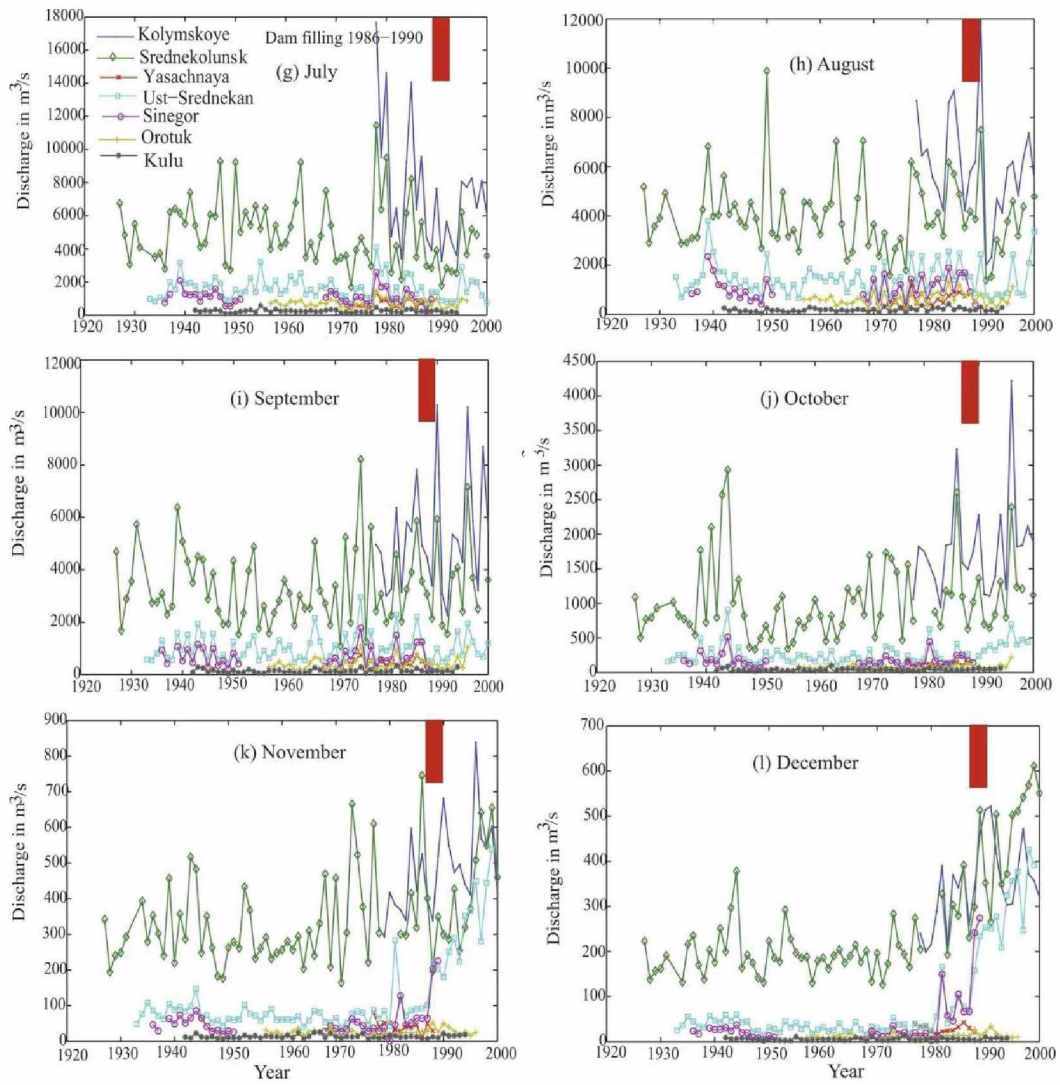 Discharge in m³/s
18000
16000
14000
12000
10000
8000
6000
4000
2000
0
Kolymskoye
Srednekolunsk
Yasachnaya
Ust−Srednekan
Sinegor
Orotuk
Kulu
Dam filling 1986−1990
(g) July
1920 1930 1940 1950 1960 1970 1980 1990 2000
Discharge in m³/s
12000
10000
8000
6000
4000
2000
0
(h) August
1920 1930 1940 1950 1960 1970 1980 1990 2000
Discharge in m³/s
12000
10000
8000
6000
4000
2000
0
(i) September
1920 1930 1940 1950 1960 1970 1980 1990 2000
Discharge in m ³/s
4500
4000
3500
3000
2500
2000
1500
1000
500
0
(j) October
1920 1930 1940 1950 1960 1970 1980 1990 2000
Discharge in m³/s
900
800
700
600
500
400
300
200
100
0
(k) November
1920 1930 1940 1950 1960 1970 1980 1990 2000
Year
Discharge in m³/s
700
600
500
400
300
200
100
0
(l) December
1920 1930 1940 1950 1960 1970 1980 1990 2000
Year